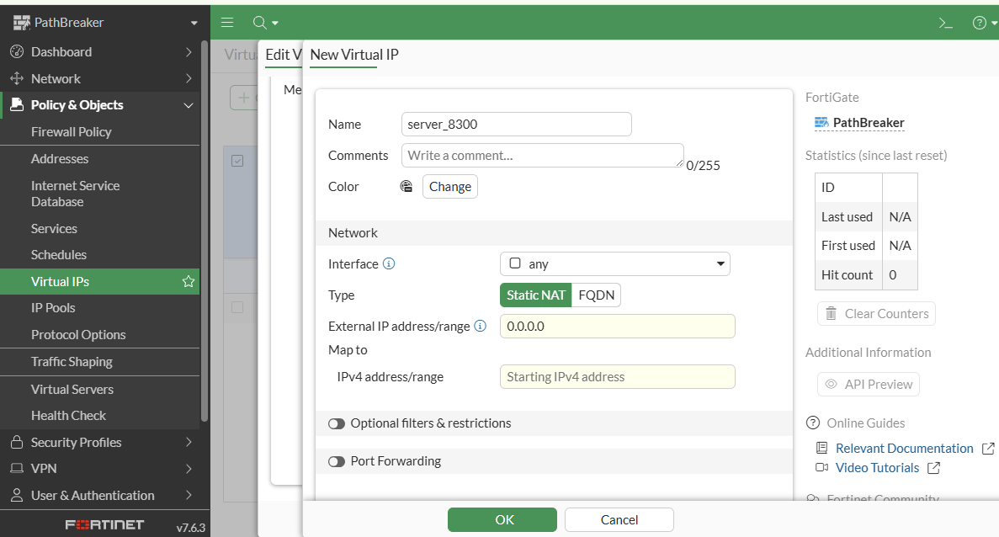 PathBreaker
Dashboard
Network
Policy & Objects
Firewall Policy
Addresses
Internet Service
Database
Services
Schedules
Virtual IPs
IP Pools
Protocol Options
Traffic Shaping
Virtual Servers
Health Check
Security Profiles
VPN
User & Authentication
FORTINET
v7.6.3
Virtu
Edit V
Me
New Virtual IP
Name server_8300
Comments Write a comment...
0/255
Color Change
Network
Interface any
Type Static NAT FQDN
External IP address/range 0.0.0.0
Map to
IPv4 address/range Starting IPv4 address
Optional filters & restrictions
Port Forwarding
OK Cancel
FortiGate
PathBreaker
Statistics (since last reset)
ID
Last used N/A
First used N/A
Hit count 0
Clear Counters
Additional Information
API Preview
Online Guides
Relevant Documentation
Video Tutorials
Fortinet Community